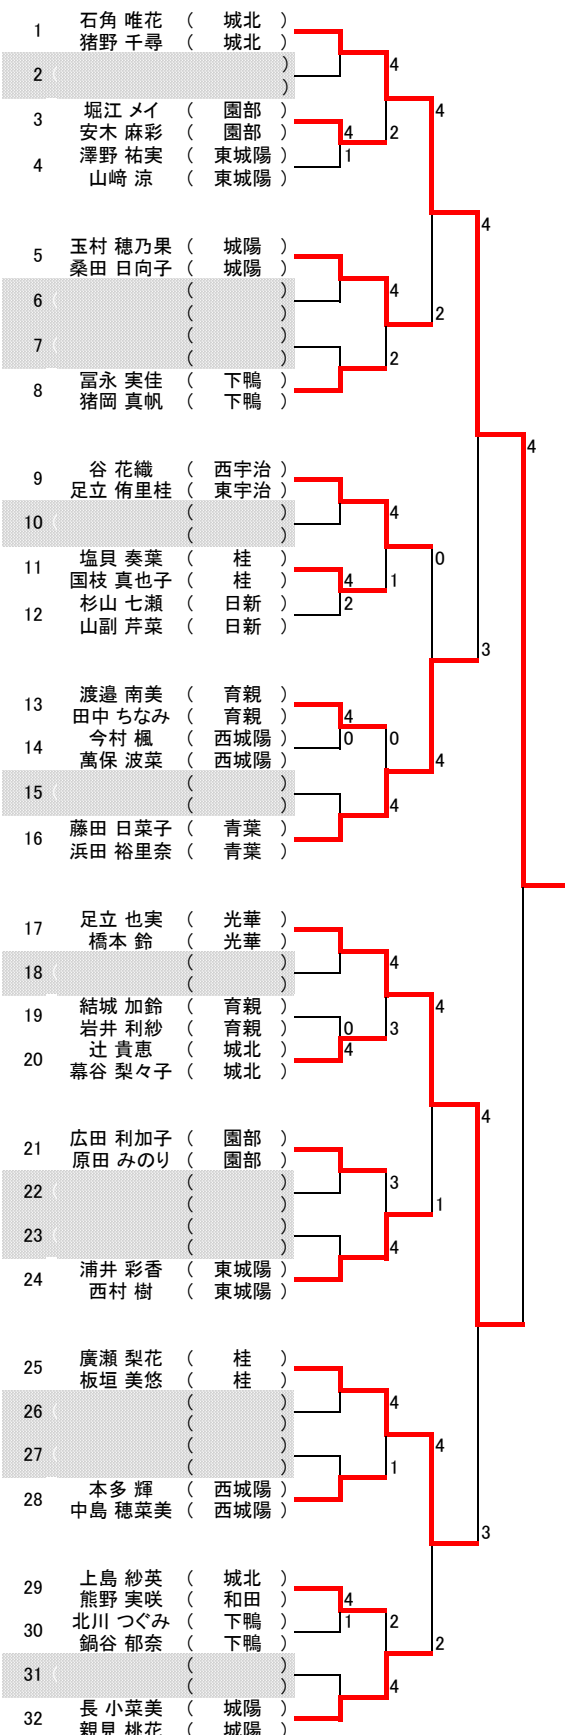 1 石角 唯花 ( 城北 )
猪野 千尋 ( 城北 )
2 ( )
)
4
4
3 堀江 メイ ( 園部 )
安木 麻彩 ( 園部 )
4 2
4 澤野 祐実 ( 東城陽 )
山﨑 涼 ( 東城陽 )
1
4
5 玉村 穂乃果 ( 城陽 )
桑田 日向子 ( 城陽 )
6 ( ( )
( )
4
2
7 ( ( )
( )
2
8 冨永 実佳 ( 下鴨 )
猪岡 真帆 ( 下鴨 )
4
9 谷 花織 ( 西宇治 )
足立 侑里桂 ( 東宇治 )
10 ( ( )
( )
4
0
11 塩貝 奏葉 ( 桂 )
国枝 真也子 ( 桂 )
4 1
12 杉山 七瀬 ( 日新 )
山副 芹菜 ( 日新 )
2
3
13 渡邉 南美 ( 育親 )
田中 ちなみ ( 育親 )
4
14 今村 楓 ( 西城陽 )
萬保 波菜 ( 西城陽 )
0 0
4
15 ( ( )
( )
4
16 藤田 日菜子 ( 青葉 )
浜田 裕里奈 ( 青葉 )
17 足立 也実 ( 光華 )
橋本 鈴 ( 光華 )
18 ( ( )
( )
4
4
19 結城 加鈴 ( 育親 )
岩井 利紗 ( 育親 )
0 3
20 辻 貴恵 ( 城北 )
幕谷 梨々子 ( 城北 )
4
4
21 広田 利加子 ( 園部 )
原田 みのり ( 園部 )
22 ( ( )
( )
3
1
23 ( ( )
( )
4
24 浦井 彩香 ( 東城陽 )
西村 樹 ( 東城陽 )
25 廣瀬 梨花 ( 桂 )
板垣 美悠 ( 桂 )
26 ( ( )
( )
4
4
27 ( ( )
( )
1
28 本多 輝 ( 西城陽 )
中島 穂菜美 ( 西城陽 )
3
29 上島 紗英 ( 城北 )
熊野 実咲 ( 和田 )
4
30 北川 つぐみ ( 下鴨 )
鍋谷 郁奈 ( 下鴨 )
1 2
2
31 ( ( )
( )
4
32 長 小菜美 ( 城陽 )
親見 桃花 ( 城陽 )